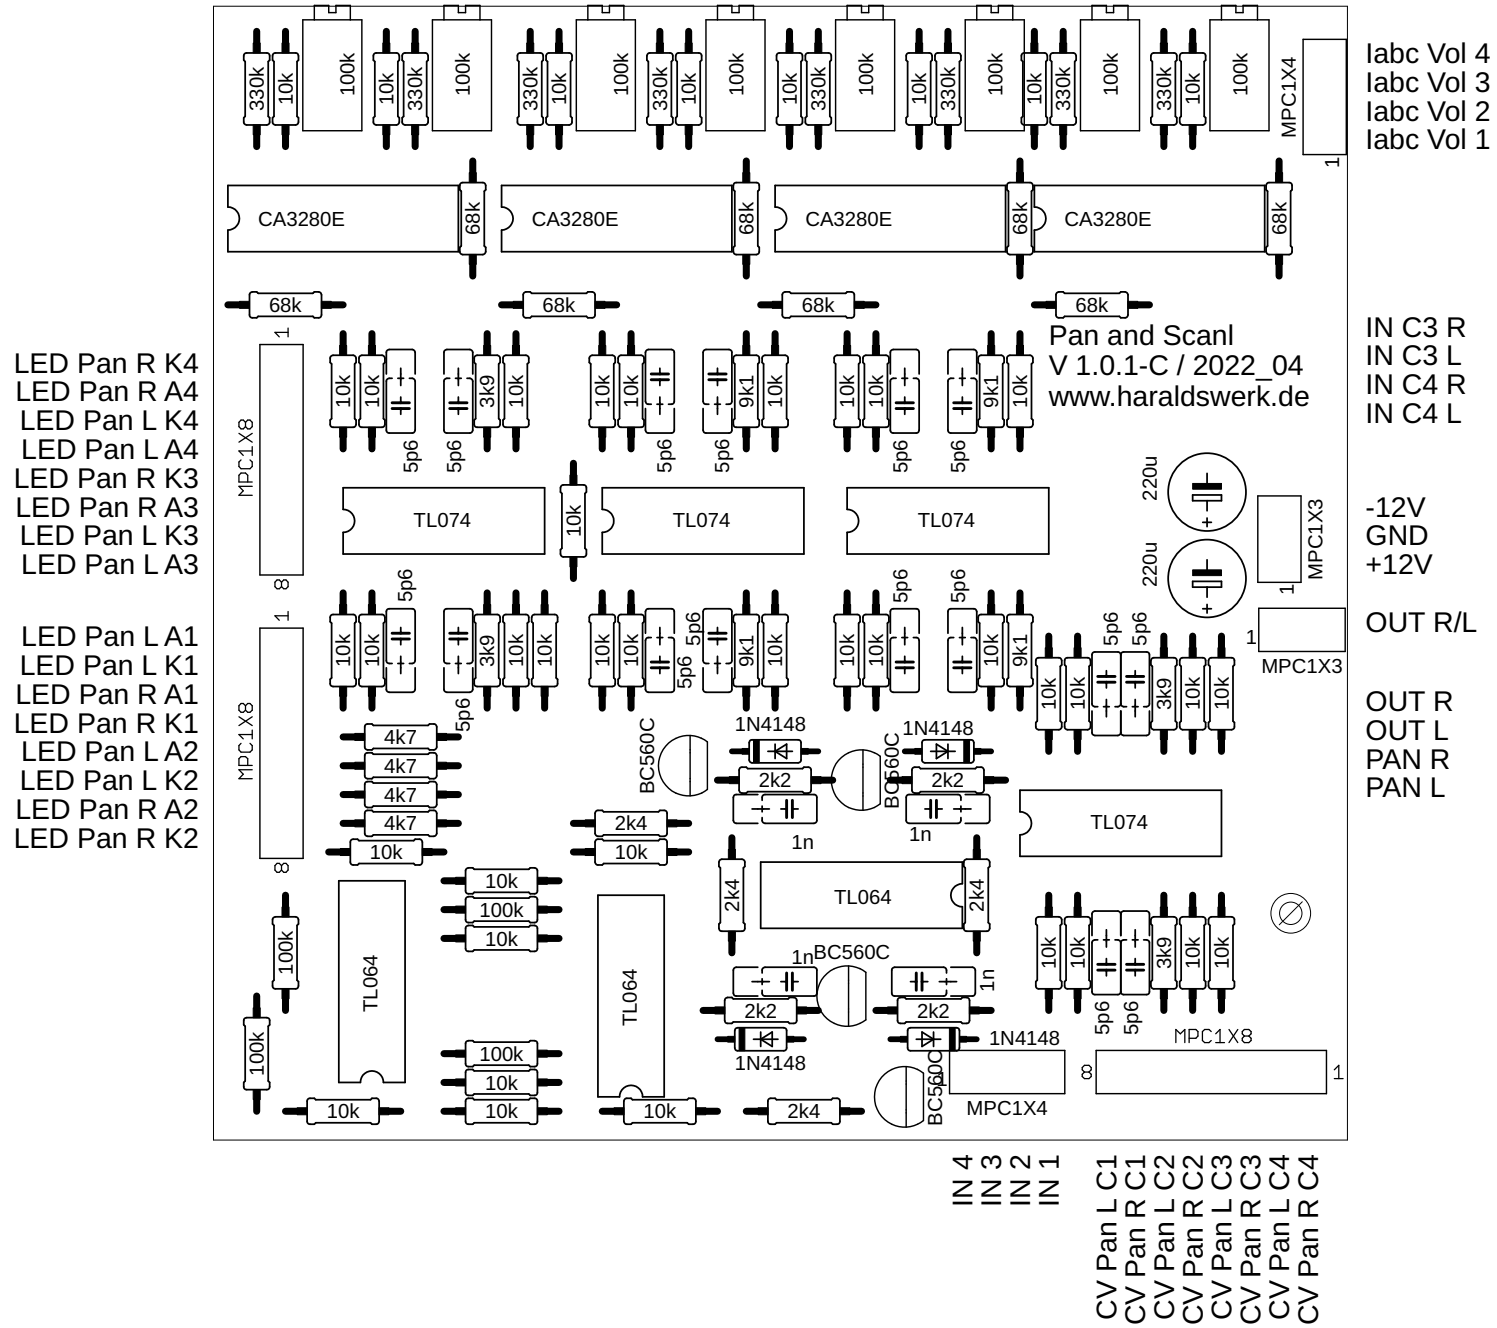 330k 10k 100k 10k 330k 100k 330k 10k 100k 330k 10k 100k 10k 330k 100k 10k 330k 100k 10k 330k 100k 330k 10k 100k
MPC1X4
1
Iabc Vol 4
Iabc Vol 3
Iabc Vol 2
Iabc Vol 1
CA3280E 68k CA3280E 68k CA3280E 68k CA3280E 68k
68k 68k 68k 68k
Pan and Scanl
V 1.0.1-C / 2022_04
www.haraldswerk.de
IN C3 R
IN C3 L
IN C4 R
IN C4 L
LED Pan R K4
LED Pan R A4
LED Pan L K4
LED Pan L A4
LED Pan R K3
LED Pan R A3
LED Pan L K3
LED Pan L A3
1
MPC1X8
8
10k 10k 3k9 10k 10k 10k 9k1 10k 10k 10k 9k1 10k
5p6 5p6 5p6 5p6 5p6 5p6
TL074 10k TL074 TL074
220u
220u
MPC1X3
1
-12V
GND
+12V
1
MPC1X3
OUT R/L
OUT R
OUT L
PAN R
PAN L
5p6 5p6 5p6 5p6 5p6 5p6
10k 10k 3k9 10k 10k 10k 10k 9k1 10k 10k 10k 10k 9k1
5p6 5p6
5p6 5p6
10k 10k 3k9 10k 10k
LED Pan L A1
LED Pan L K1
LED Pan R A1
LED Pan R K1
LED Pan L A2
LED Pan L K2
LED Pan R A2
LED Pan R K2
1
MPC1X8
8
4k7
4k7
4k7
4k7
10k
BC560C
1N4148
2k2
1n
BC560C
1N4148
2k2
1n
TL074
2k4
10k
10k
100k
10k
2k4 TL064 2k4
100k
100k
TL064
TL064
1n
BC560C
1n
2k2
1N4148
2k2
1N4148
BC560C
10k 10k 3k9 10k 10k
5p6 5p6
100k
10k
10k 10k 10k 2k4
1
MPC1X4
MPC1X8
8 1
IN 4
IN 3
IN 2
IN 1
CV Pan L C1
CV Pan R C1
CV Pan L C2
CV Pan R C2
CV Pan L C3
CV Pan R C3
CV Pan L C4
CV Pan R C4